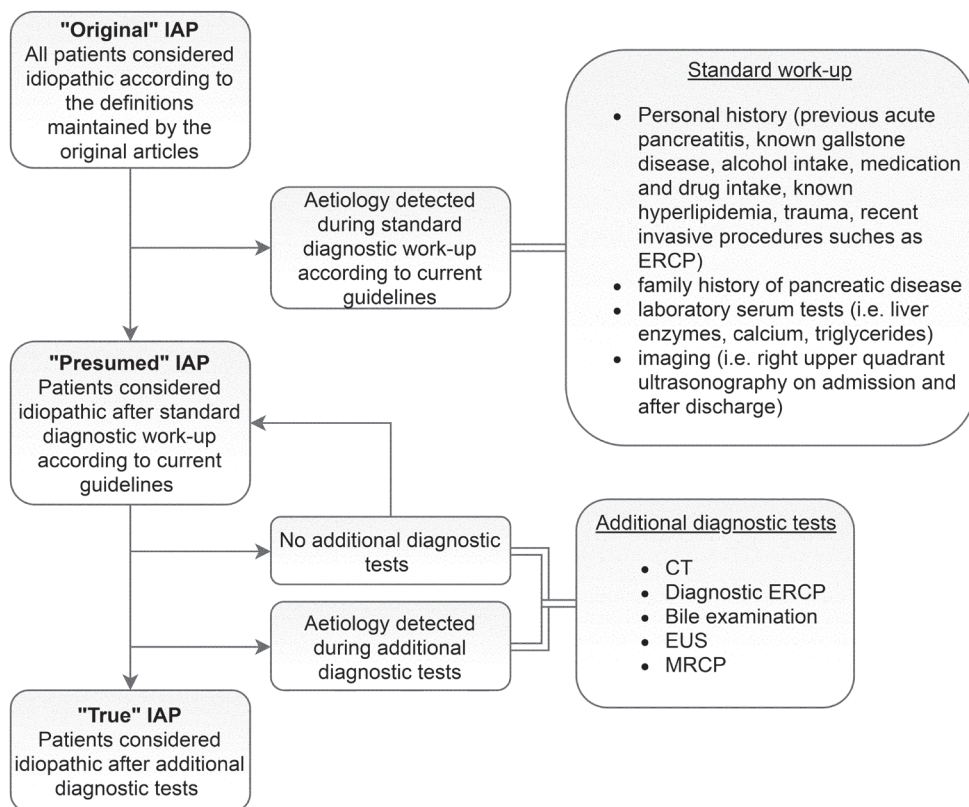 "Original" IAP
All patients considered
idiopathic according to
the definitions
maintained by the
original articles
Standard work-up
• Personal history (previous acute
pancreatitis, known gallstone
disease, alcohol intake, medication
and drug intake, known
hyperlipidemia, trauma, recent
invasive procedures suches as
ERCP)
• family history of pancreatic disease
• laboratory serum tests (i.e. liver
enzymes, calcium, triglycerides)
• imaging (i.e. right upper quadrant
ultrasonography on admission and
after discharge)
Aetiology detected
during standard
diagnostic work-up
according to current
guidelines
"Presumed" IAP
Patients considered
idiopathic after standard
diagnostic work-up
according to current
guidelines
No additional diagnostic
tests
Aetiology detected
during additional
diagnostic tests
Additional diagnostic tests
• CT
• Diagnostic ERCP
• Bile examination
• EUS
• MRCP
"True" IAP
Patients considered
idiopathic after additional
diagnostic tests